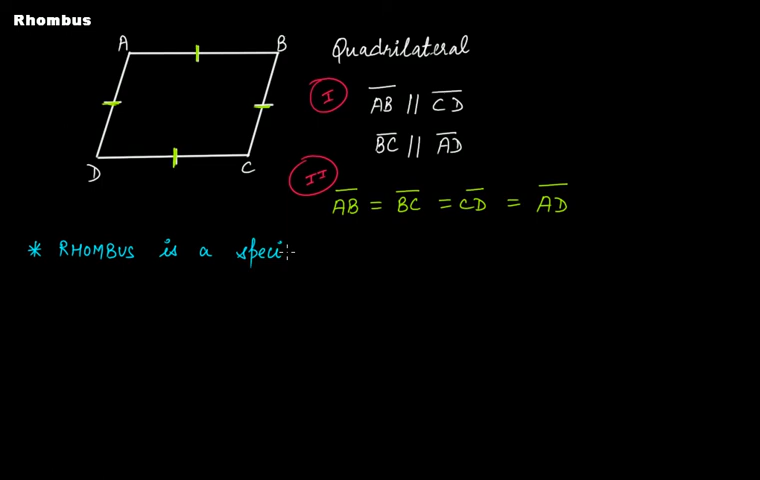 Rhombus
A B
D C
Quadrilateral
I
AB || CD
BC || AD
II
AB = BC = CD = AD
* RHOMBUS is a speci